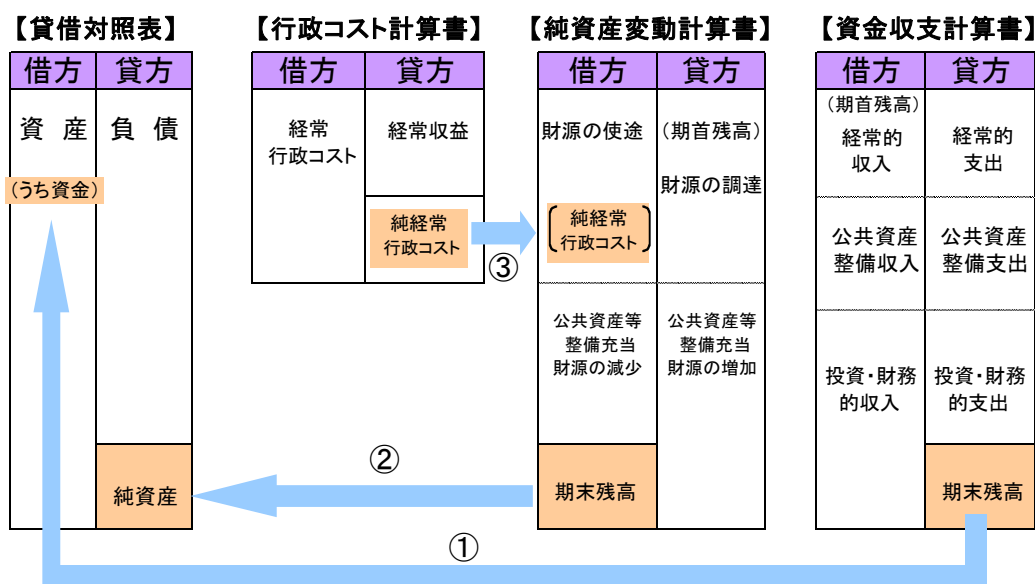 【貸借対照表】
借方 貸方
資 産 負 債
(うち資金)
純資産
【行政コスト計算書】
借方 貸方
経常
行政コスト
経常収益
純経常
行政コスト
③
【純資産変動計算書】
借方 貸方
財源の使途
純経常
行政コスト
(期首残高)
財源の調達
公共資産等
整備充当
財源の減少
公共資産等
整備充当
財源の増加
期末残高
②
【資金収支計算書】
借方 貸方
(期首残高)
経常的
収入
経常的
支出
公共資産
整備収入
公共資産
整備支出
投資・財務
的収入
投資・財務
的支出
期末残高
①